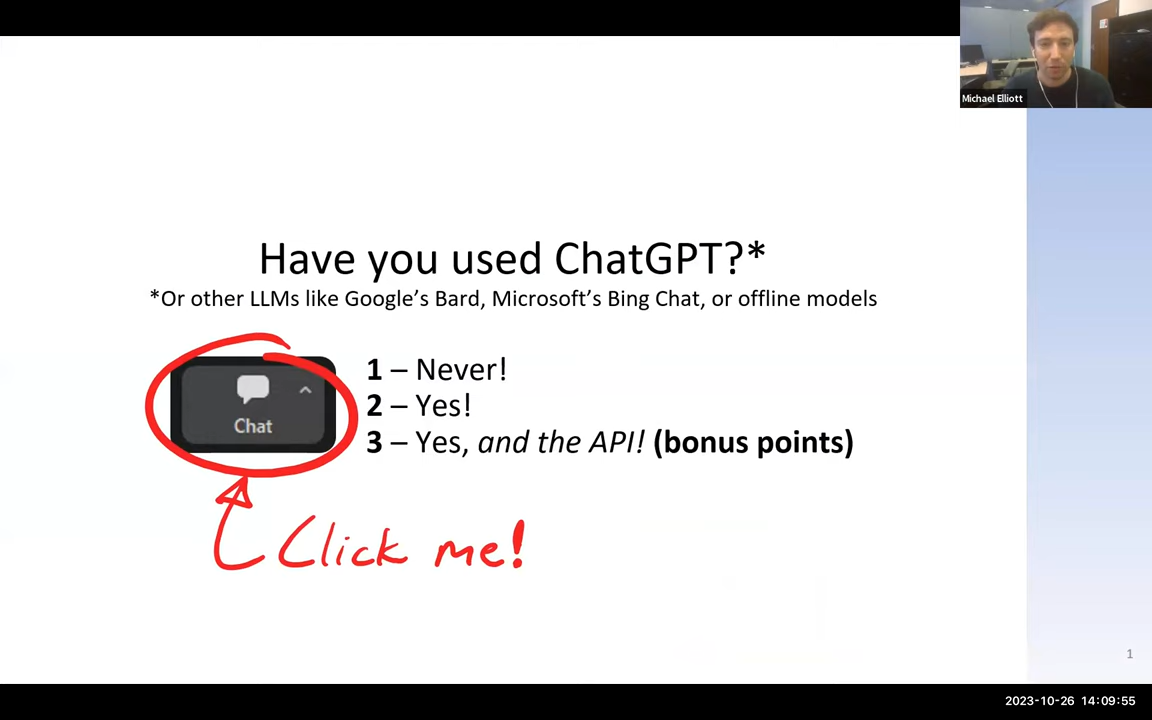 Michael Elliott
Have you used ChatGPT?*
*Or other LLMs like Google’s Bard, Microsoft’s Bing Chat, or offline models
1 – Never!
2 – Yes!
3 – Yes, and the API! (bonus points)
Chat
Click me!
1
2023-10-26 14:09:55